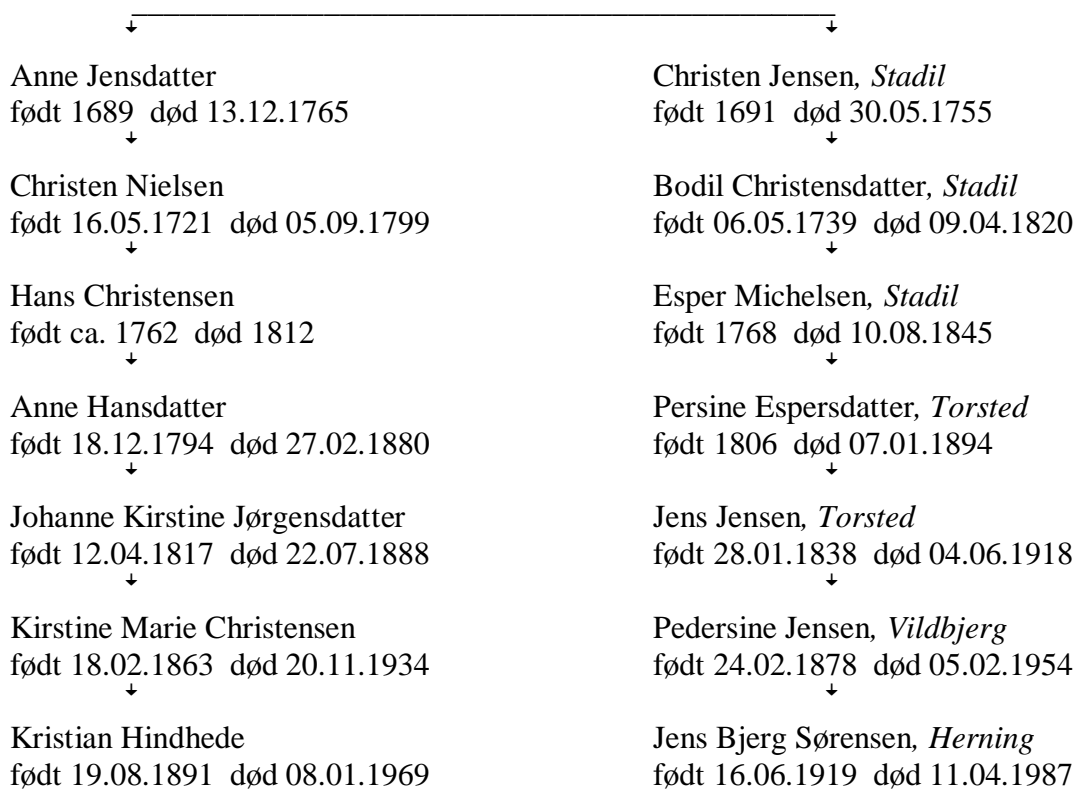 Anne Jensdatter
født 1689 død 13.12.1765
Christen Nielsen
født 16.05.1721 død 05.09.1799
Hans Christensen
født ca. 1762 død 1812
Anne Hansdatter
født 18.12.1794 død 27.02.1880
Johanne Kirstine Jørgensdatter
født 12.04.1817 død 22.07.1888
Kirstine Marie Christensen
født 18.02.1863 død 20.11.1934
Kristian Hindhede
født 19.08.1891 død 08.01.1969
Christen Jensen, Stadil
født 1691 død 30.05.1755
Bodil Christensdatter, Stadil
født 06.05.1739 død 09.04.1820
Esper Michelsen, Stadil
født 1768 død 10.08.1845
Persine Espersdatter, Torsted
født 1806 død 07.01.1894
Jens Jensen, Torsted
født 28.01.1838 død 04.06.1918
Pedersine Jensen, Vildbjerg
født 24.02.1878 død 05.02.1954
Jens Bjerg Sørensen, Herning
født 16.06.1919 død 11.04.1987